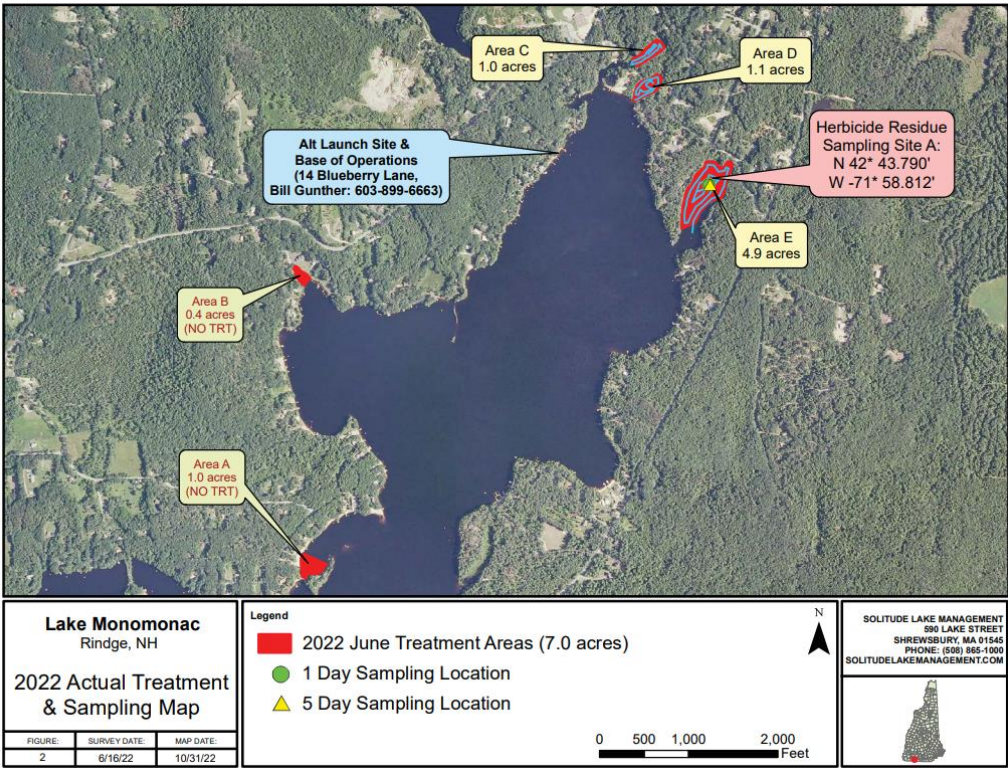 Area C
1.0 acres
Area D
1.1 acres
Alt Launch Site &
Base of Operations
(14 Blueberry Lane,
Bill Gunther: 603-899-6663)
Herbicide Residue
Sampling Site A:
N 42* 43.790'
W -71* 58.812'
Area E
4.9 acres
Area B
0.4 acres
(NO TRT)
Area A
1.0 acres
(NO TRT)
Lake Monomonac
Rindge, NH
2022 Actual Treatment
& Sampling Map
FIGURE: SURVEY DATE: MAP DATE:
2 6/16/22 10/31/22
Legend
2022 June Treatment Areas (7.0 acres)
1 Day Sampling Location
5 Day Sampling Location
N
0 500 1,000 2,000
Feet
SOLITUDE LAKE MANAGEMENT
590 LAKE STREET
SHREWSBURY, MA 01545
PHONE: (508) 865-1000
SOLITUDELAKEMANAGEMENT.COM